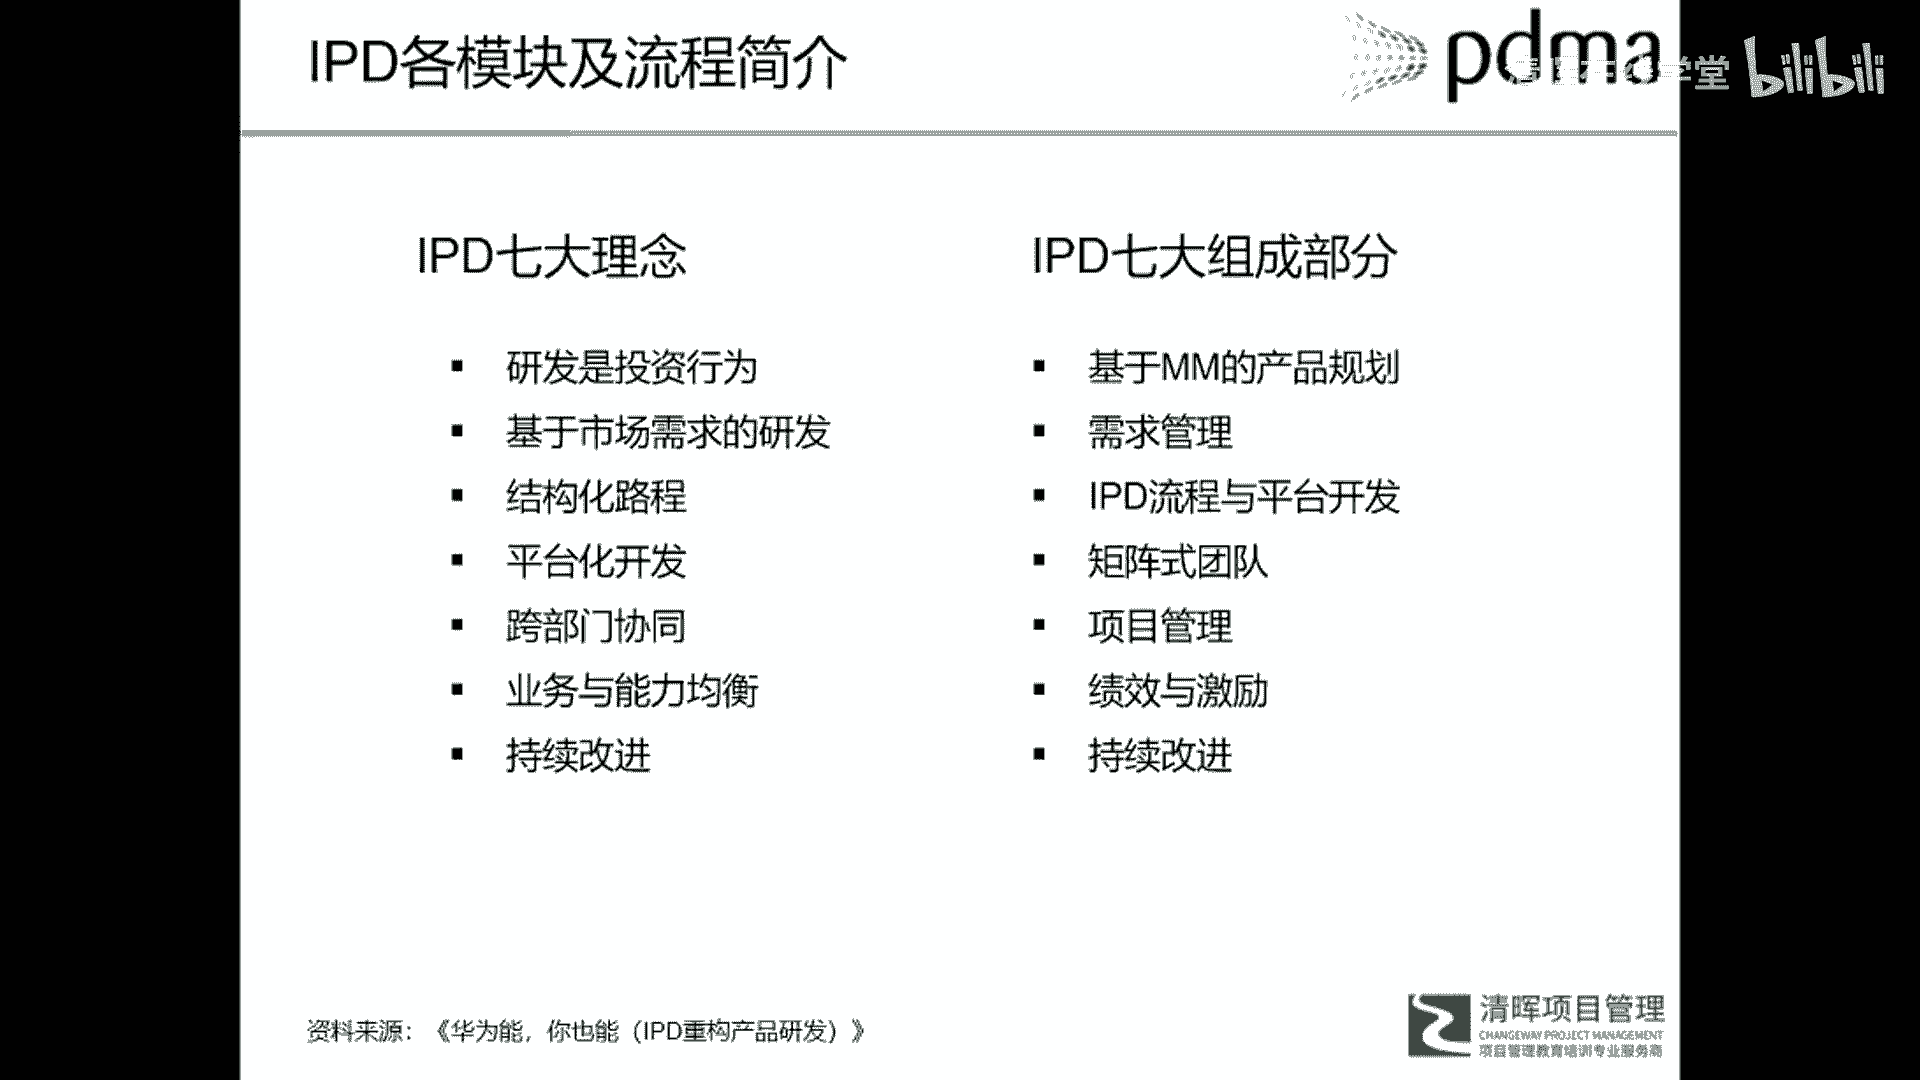 IPD各模块及流程简介
pdma
学堂 bilibili
IPD七大理念
研发是投资行为
基于市场需求的研发
结构化路程
平台化开发
跨部门协同
业务与能力均衡
持续改进
IPD七大组成部分
基于MM的产品规划
需求管理
IPD流程与平台开发
矩阵式团队
项目管理
绩效与激励
持续改进
资料来源：《华为能，你也能（IPD重构产品研发）》
清晖项目管理
CHANGEWAY PROJECT MANAGEMENT
项目管理教育培训专业服务商